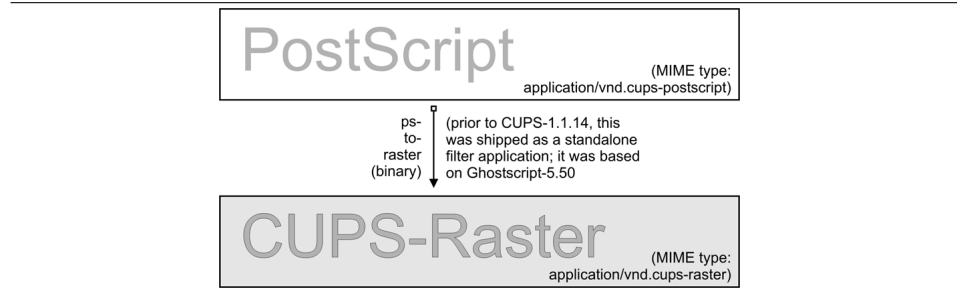 PostScript
(MIME type:
application/vnd.cups-postscript)
ps-
to-
raster
(binary)
(prior to CUPS-1.1.14, this
was shipped as a standalone
filter application; it was based
on Ghostscript-5.50
CUPS-Raster
(MIME type:
application/vnd.cups-raster)